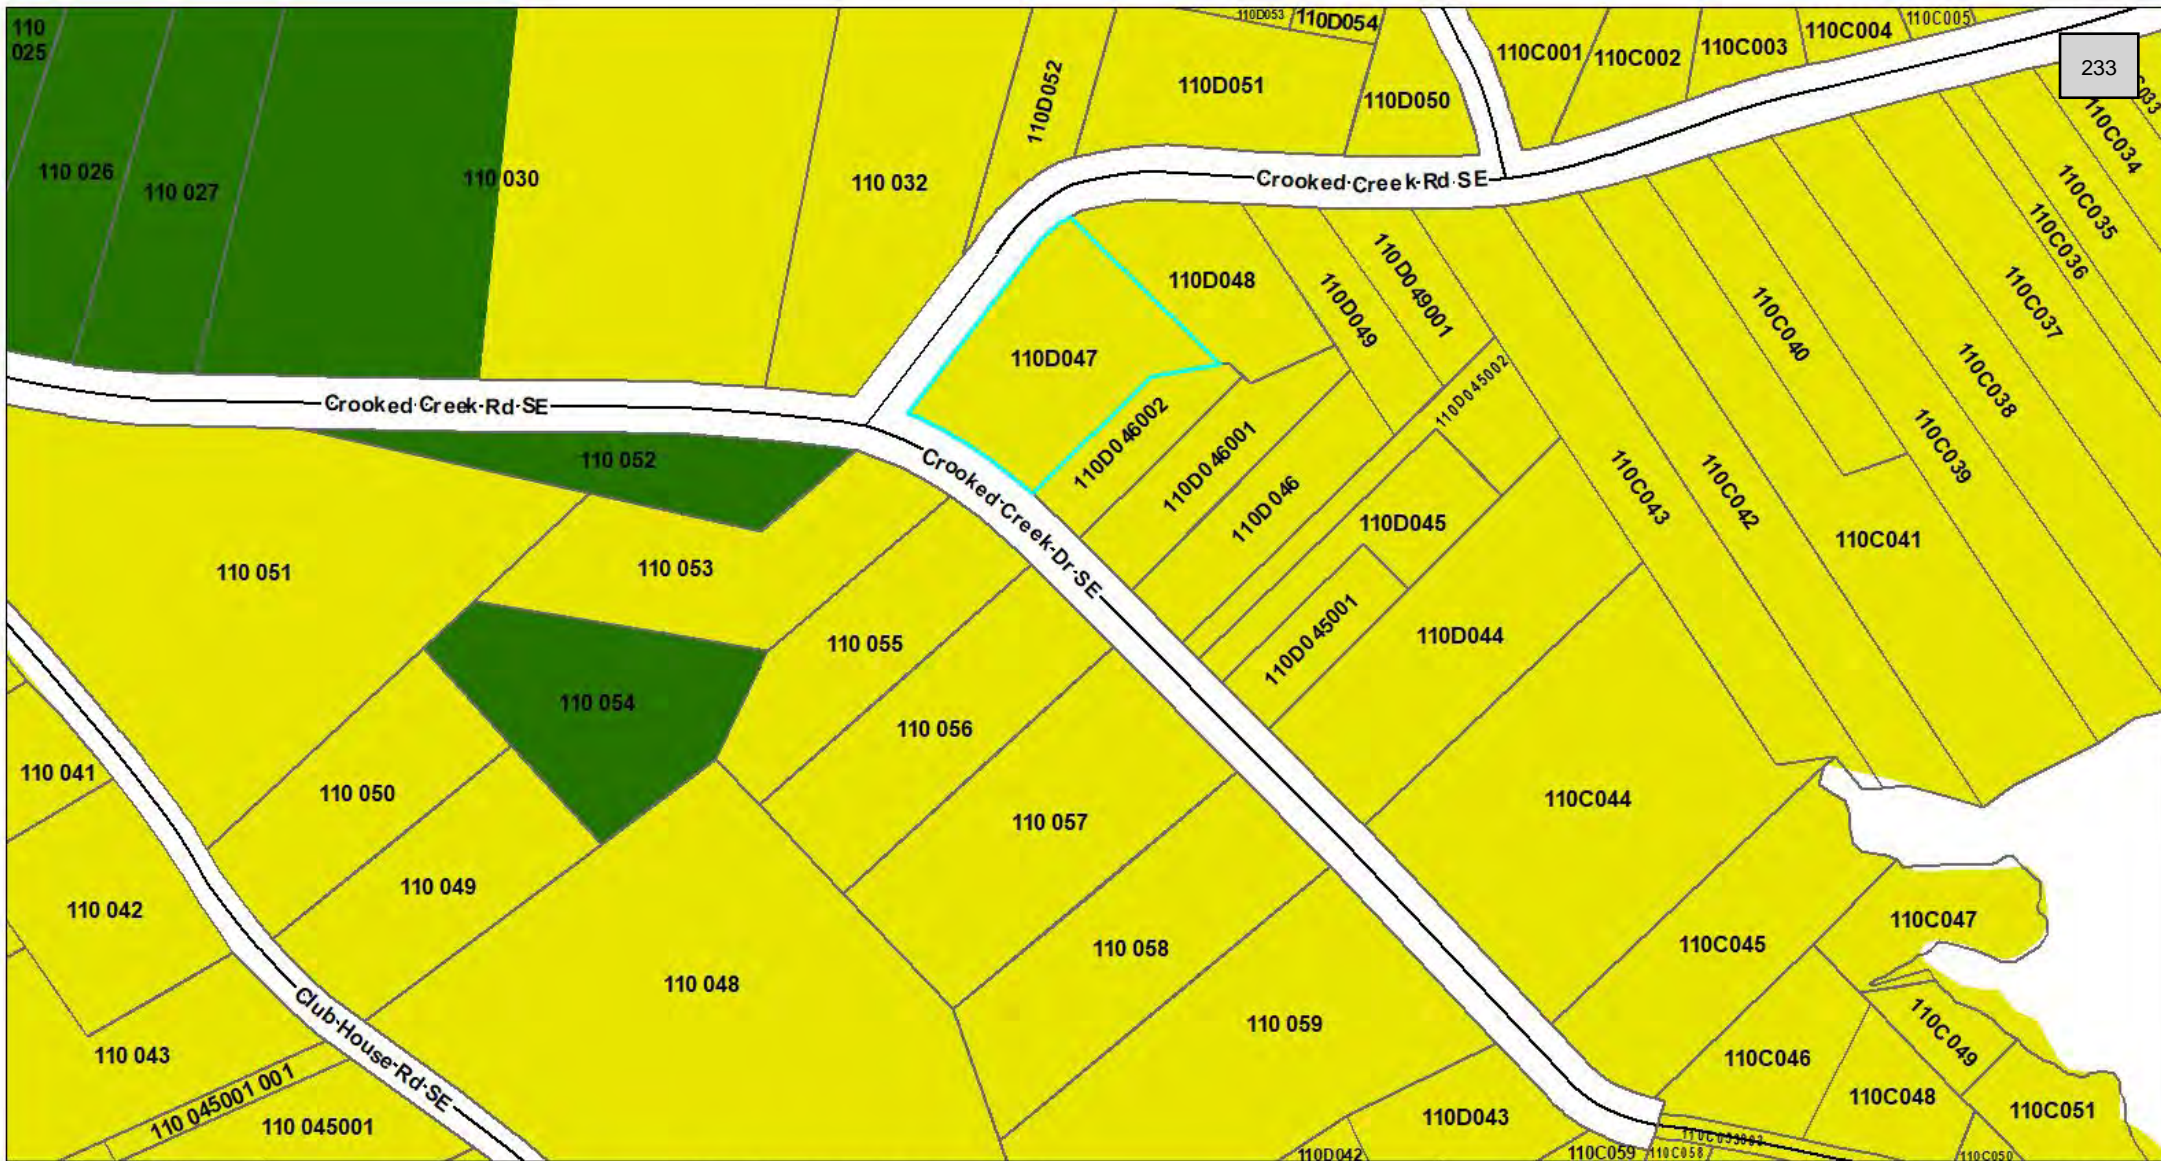 110
025
110D053
110D054
110C001
110C002
110C003
110C004
110C005
233
110D052
110D051
110D050
110C034
110 026
110 027
110 030
110 032
Crooked Creek Rd SE
110C035
110C036
110C037
110D048
110D049
110D049001
110C040
110C038
110C039
110D047
110D045002
Crooked Creek Rd SE
110 052
Crooked Creek Dr SE
110D046002
110D046001
110D046
110D045
110C043
110C042
110C041
110 051
110 053
110 055
110D045001
110D044
110 054
110 056
110 041
110 050
110 057
110C044
110 049
110 042
110 058
110C045
110C047
110 048
110 059
Club House Rd SE
110 043
110C046
110C049
110 045001 001
110 045001
110D043
110C048
110C051
110D042
110C059
110C058
110C050